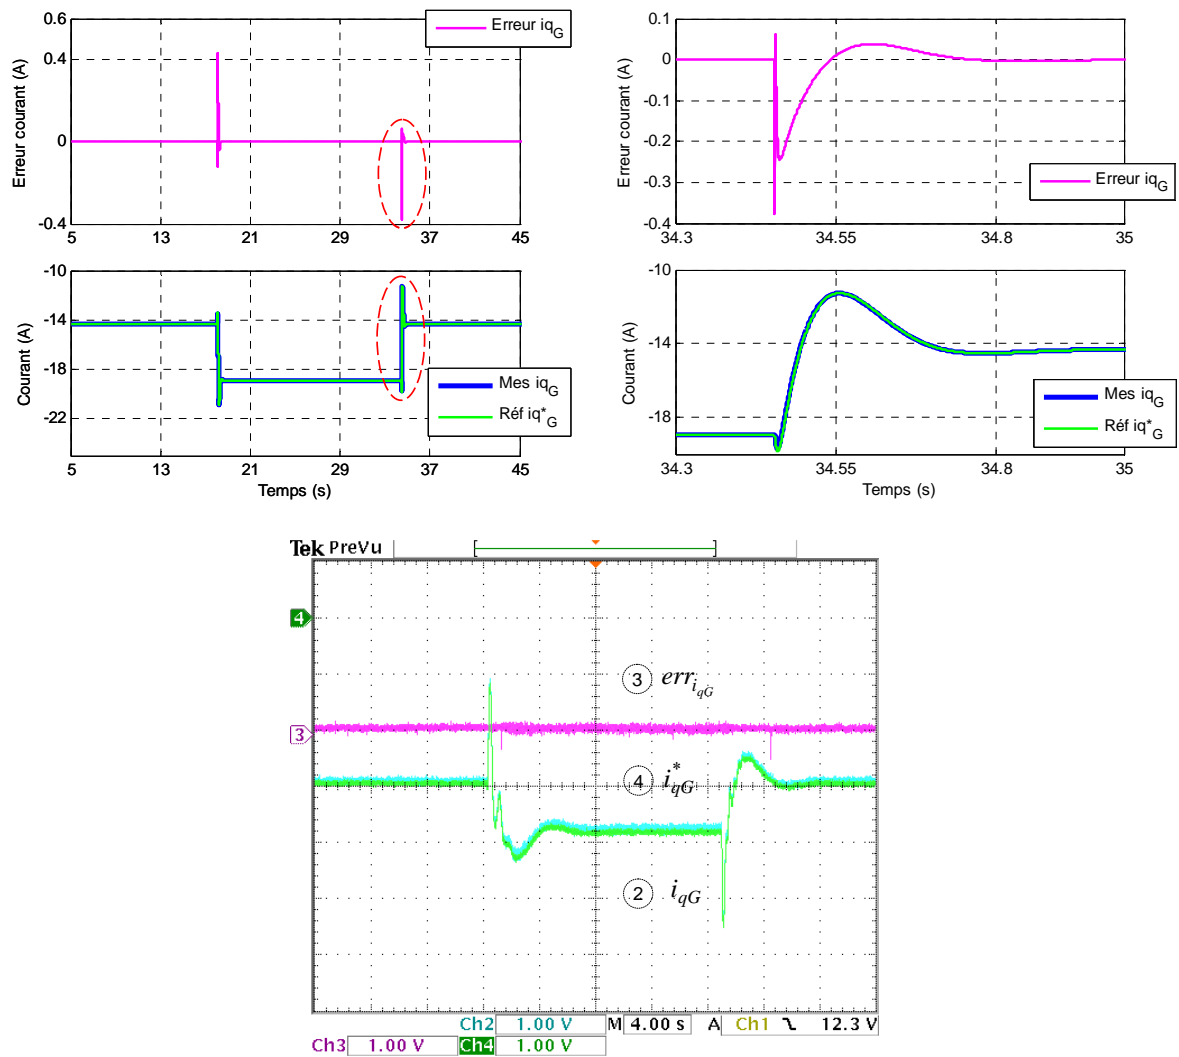 0.6
0.4
0
-0.4
Erreur courant (A)
Erreur iqG
5
13
21
29
37
45
-10
-14
-18
-22
Courant (A)
Mes iqG
Réf iq*G
5
13
21
29
37
45
Temps (s)
0.1
0
-0.1
-0.2
-0.3
-0.4
Erreur courant (A)
Erreur iqG
34.3
34.55
34.8
35
-10
-14
-18
Courant (A)
Mes iqG
Réf iq*G
34.3
34.55
34.8
35
Temps (s)
Tek PreVu
4
3
3 erriqG
4 i*qG
2 iqG
Ch2 1.00 V M 4.00 s A Ch1 12.3 V
Ch3 1.00 V Ch4 1.00 V